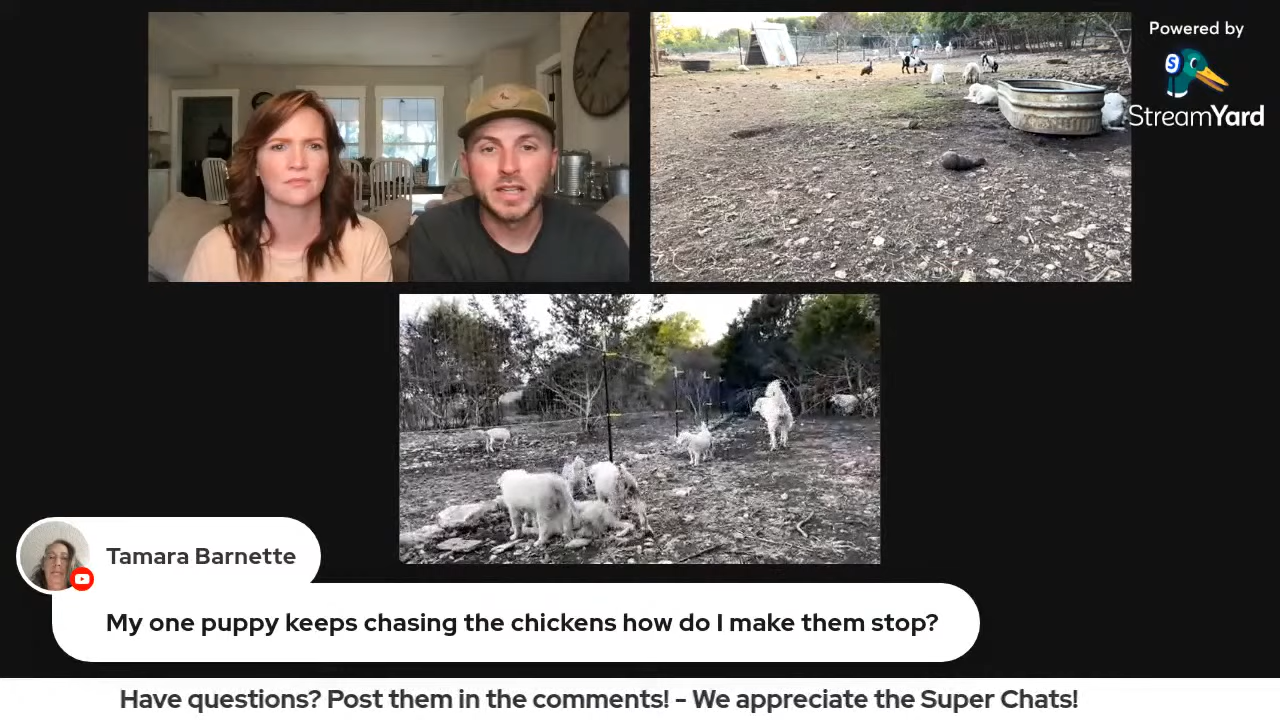 Powered by
S
StreamYard
Tamara Barnette
My one puppy keeps chasing the chickens how do I make them stop?
Have questions? Post them in the comments! - We appreciate the Super Chats!